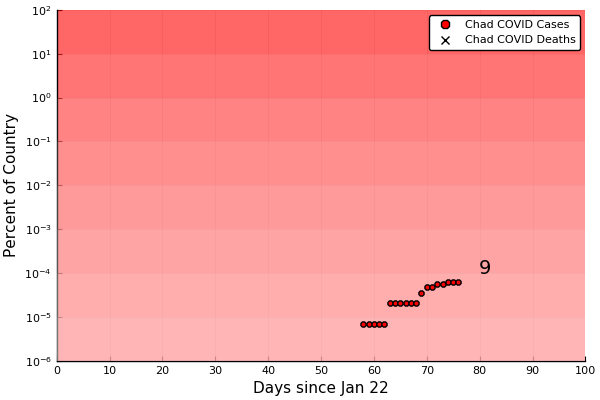 10²
Chad COVID Cases
Chad COVID Deaths
10¹
10⁰
10⁻¹
10⁻²
10⁻³
10⁻⁴
10⁻⁵
10⁻⁶
Percent of Country
9
0 10 20 30 40 50 60 70 80 90 100
Days since Jan 22